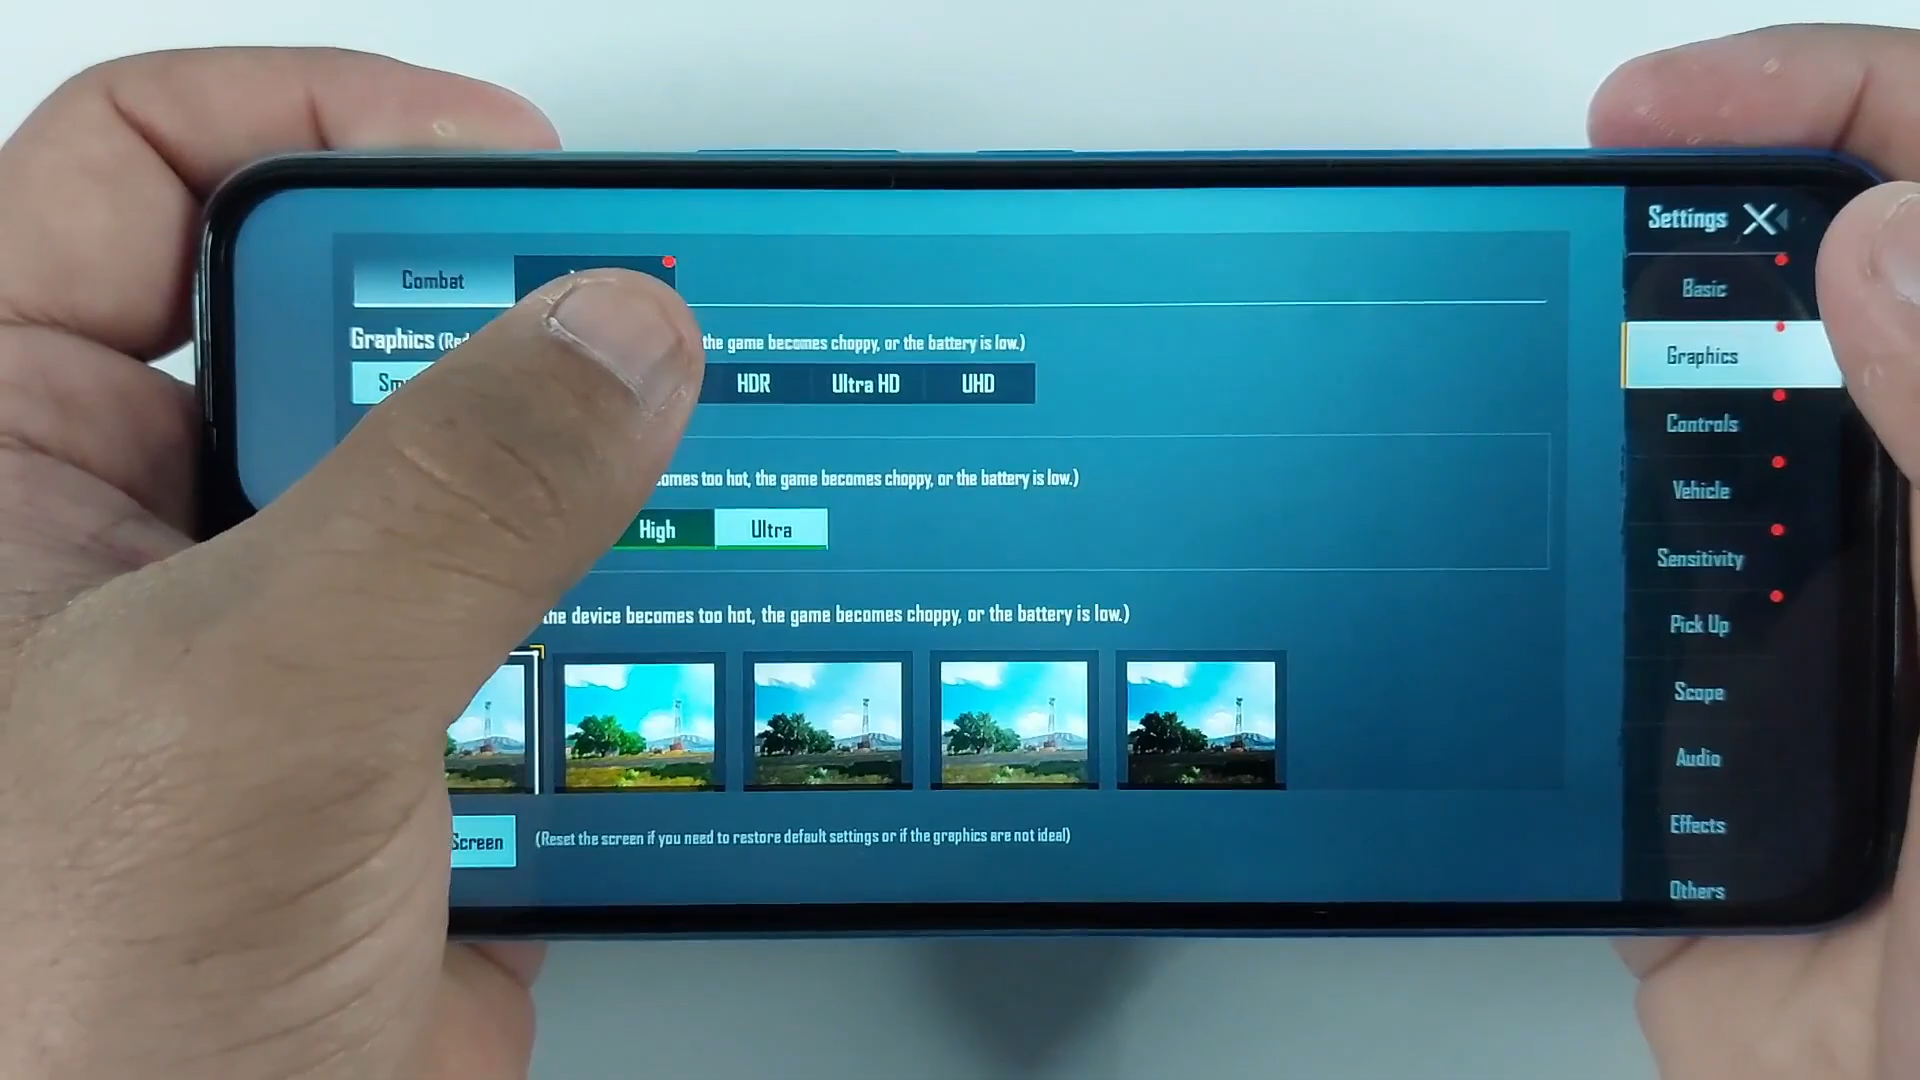 Settings
Combat
Basic
Graphics
Graphics the game becomes choppy, or the battery is low.)
HDR Ultra HD UHD
Controls
too hot, the game becomes choppy, or the battery is low.)
Vehicle
High Ultra
Sensitivity
the device becomes too hot, the game becomes choppy, or the battery is low.)
Pick Up
Scope
Audio
Screen (Reset the screen if you need to restore default settings or if the graphics are not ideal)
Effects
Others